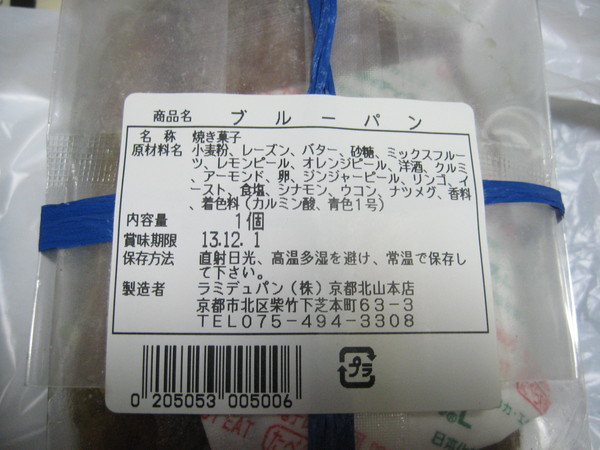 商品名 ブルーパン
名称 焼き菓子
原材料名 小麦粉、レーズン、バター、砂糖、ミックスフルー
ツ、レモンピール、オレンジピール、洋酒、クルミ
、アーモンド、卵、ジンジャーピール、リンゴ、イ
ースト、食塩、シナモン、ウコン、ナツメグ、香料
、着色料(カルミン酸、青色1号)
内容量 1個
賞味期限 13.12. 1
保存方法 直射日光、高温多湿を避け、常温で保存し
て下さい。
製造者 ラミデュパン(株)京都北山本店
京都市北区紫竹下芝本町63-3
TEL075-494-3308
0 205053 005006
プラ
EAT